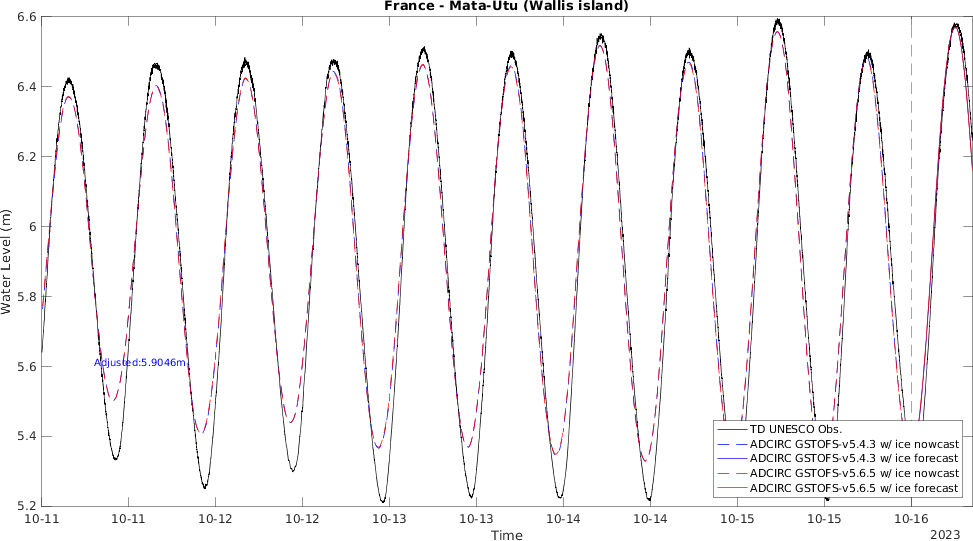 France - Mata-Utu (Wallis island)
6.6
6.4
6.2
6
5.8
5.6
5.4
5.2
Water Level (m)
Adjusted:5.9046m
TD UNESCO Obs.
ADCIRC GSTOFS-v5.4.3 w/ ice nowcast
ADCIRC GSTOFS-v5.4.3 w/ ice forecast
ADCIRC GSTOFS-v5.6.5 w/ ice nowcast
ADCIRC GSTOFS-v5.6.5 w/ ice forecast
10-11 10-11 10-12 10-12 10-13 10-13 10-14 10-14 10-15 10-15 10-16
Time
2023